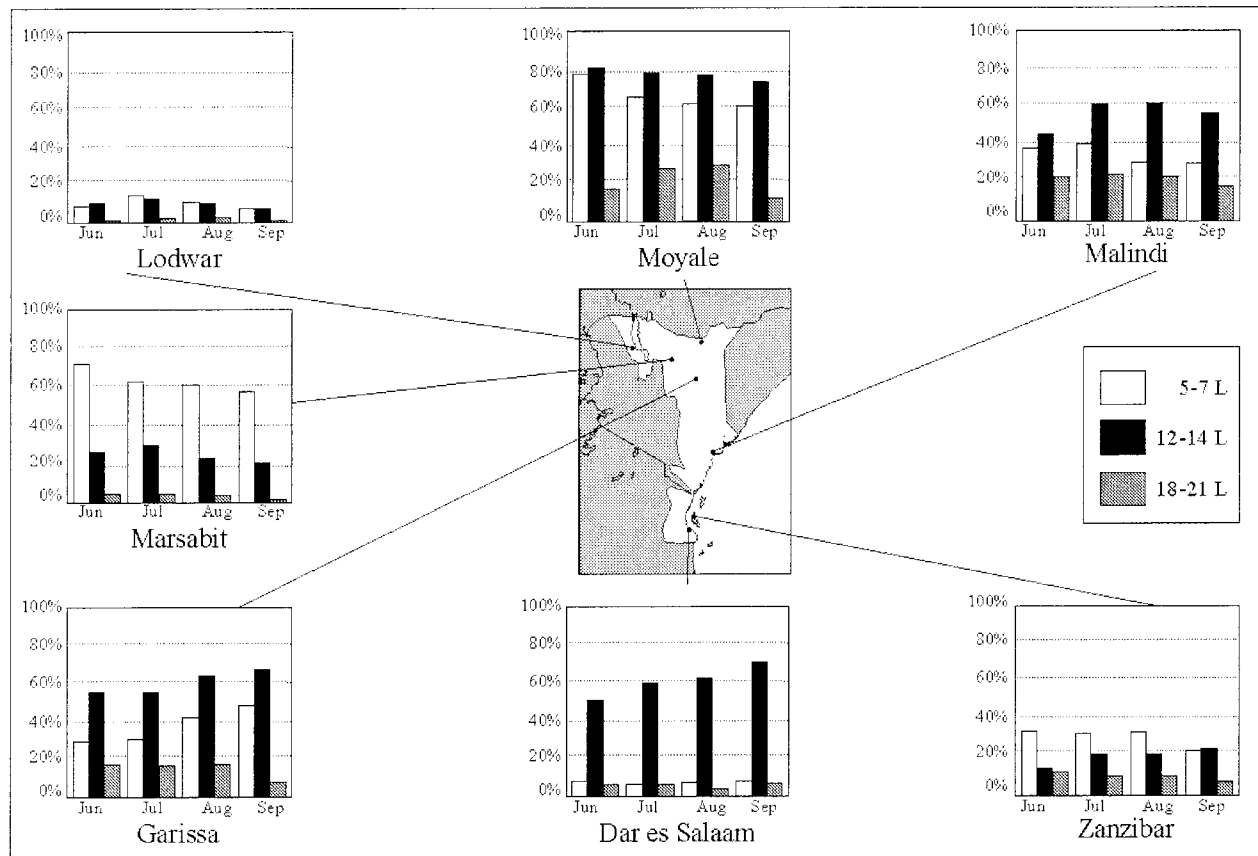 100%
80%
60%
40%
20%
0%
Jun Jul Aug Sep
Lodwar
100%
80%
60%
40%
20%
0%
Jun Jul Aug Sep
Moyale
100%
80%
60%
40%
20%
0%
Jun Jul Aug Sep
Malindi
100%
80%
60%
40%
20%
0%
Jun Jul Aug Sep
Marsabit
5-7 L
12-14 L
18-21 L
100%
80%
60%
40%
20%
0%
Jun Jul Aug Sep
Garissa
100%
80%
60%
40%
20%
0%
Jun Jul Aug Sep
Dar es Salaam
100%
80%
60%
40%
20%
0%
Jun Jul Aug Sep
Zanzibar